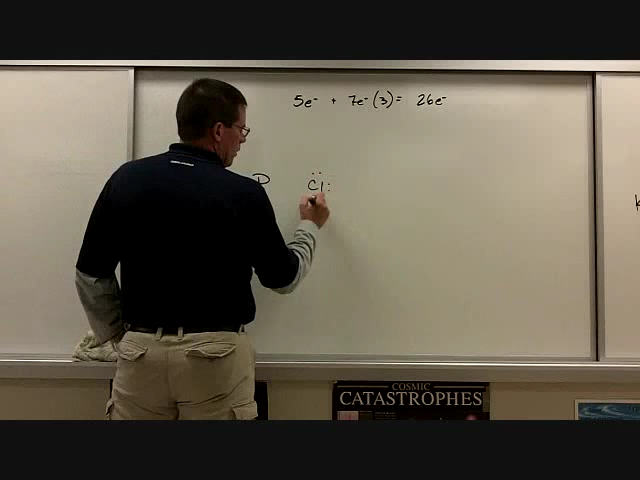 5e⁻ + 7e⁻(3) = 26e⁻
P Cl
COSMIC
CATASTROPHES